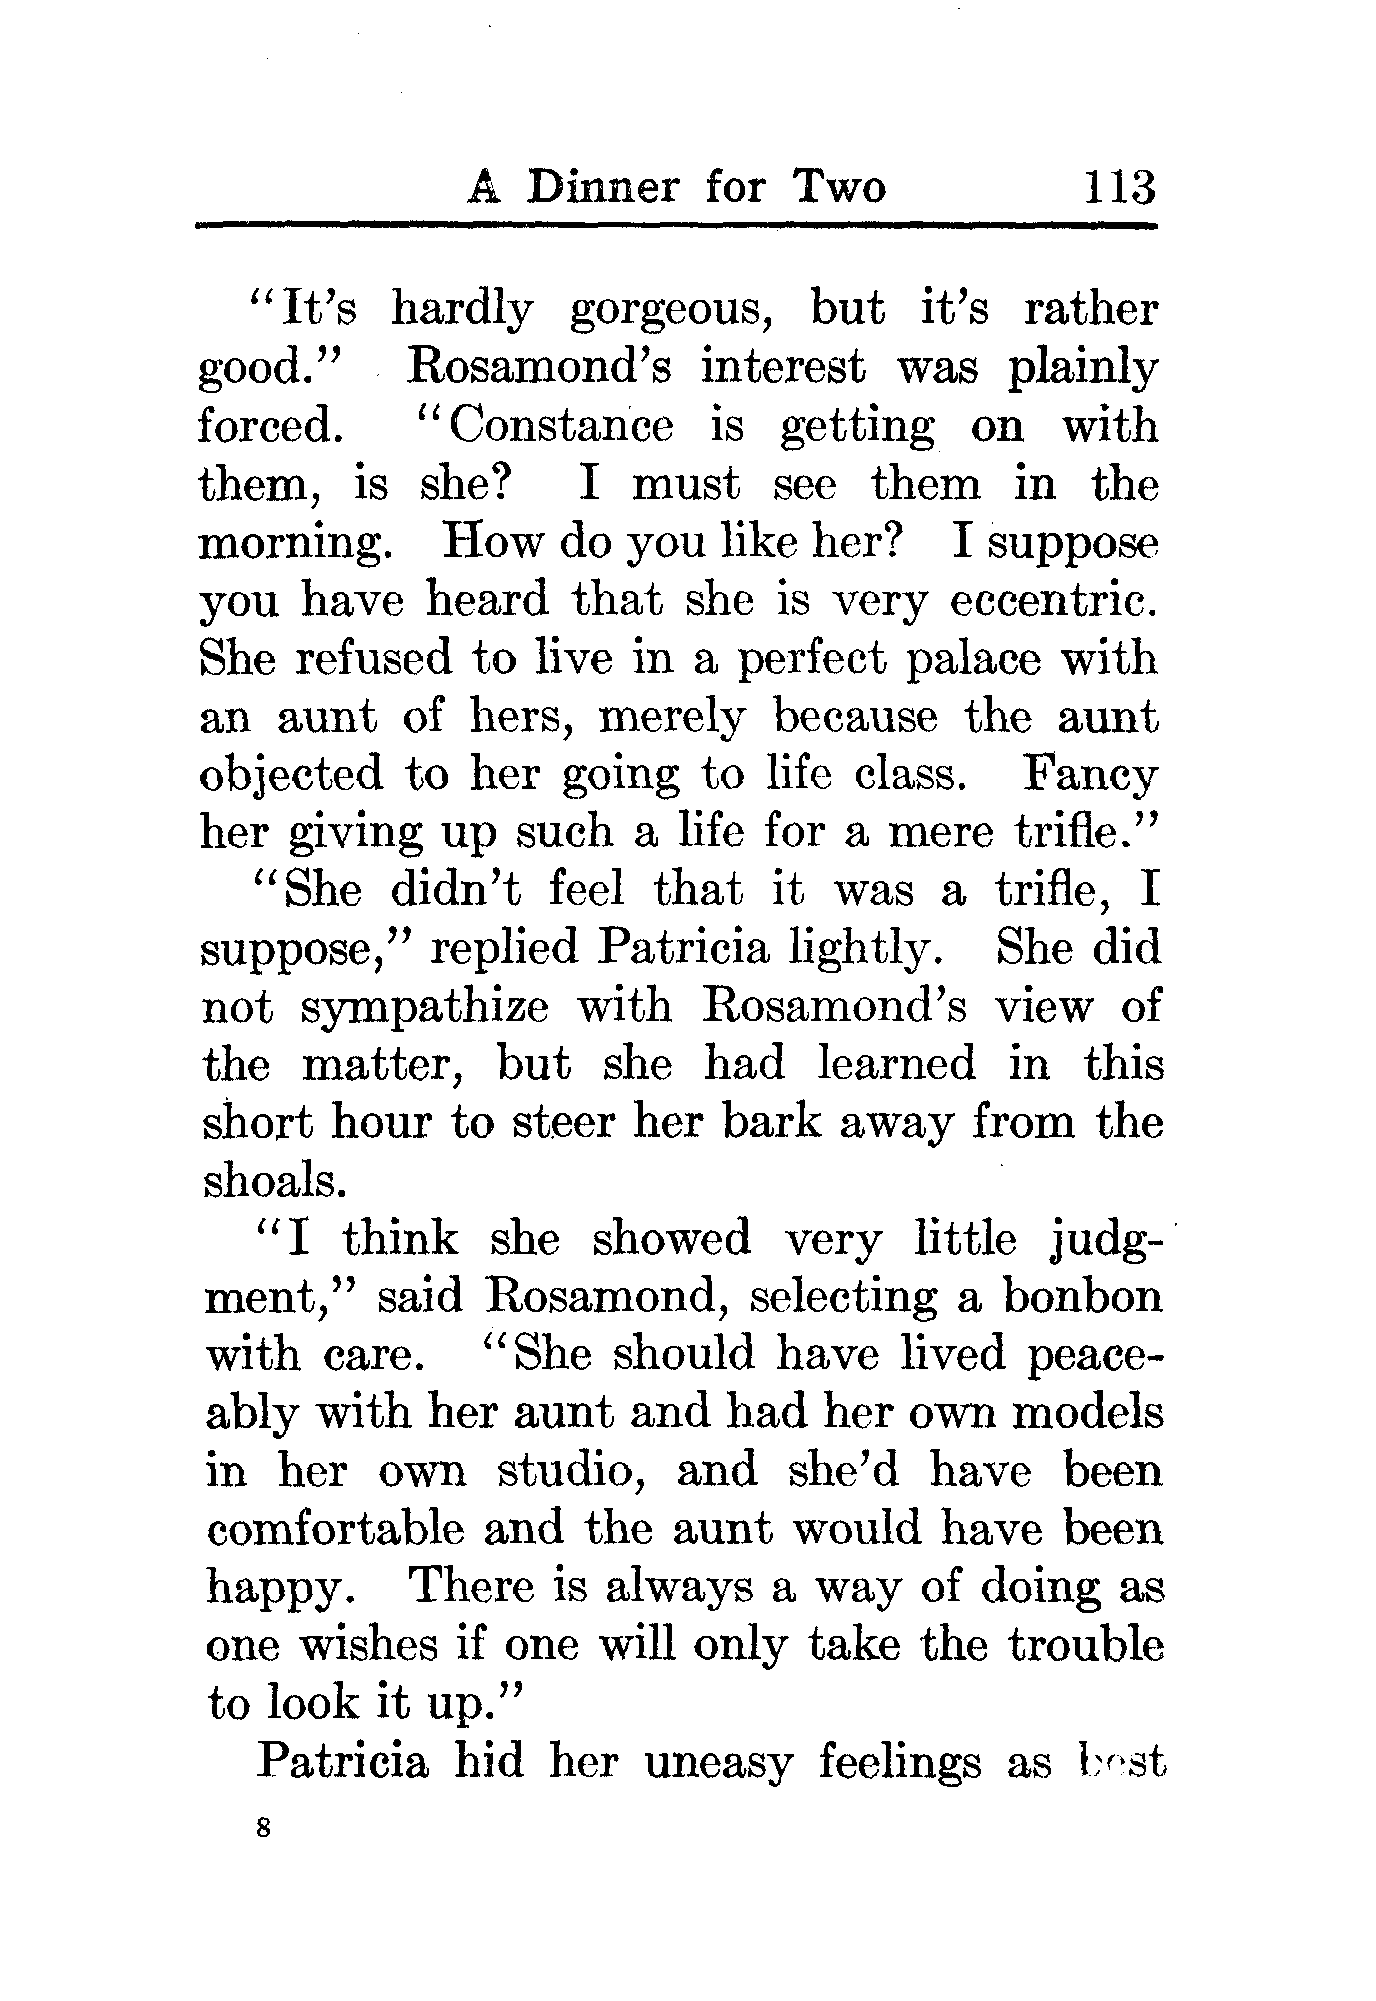 A Dinner for Two 113
"It's hardly gorgeous, but it's rather
good." Rosamond's interest was plainly
forced. "Constance is getting on with
them, is she? I must see them in the
morning. How do you like her? I suppose
you have heard that she is very eccentric.
She refused to live in a perfect palace with
an aunt of hers, merely because the aunt
objected to her going to life class. Fancy
her giving up such a life for a mere trifle."
"She didn't feel that it was a trifle, I
suppose," replied Patricia lightly. She did
not sympathize with Rosamond's view of
the matter, but she had learned in this
short hour to steer her bark away from the
shoals.
"I think she showed very little judg-
ment," said Rosamond, selecting a bonbon
with care. "She should have lived peace-
ably with her aunt and had her own models
in her own studio, and she'd have been
comfortable and the aunt would have been
happy. There is always a way of doing as
one wishes if one will only take the trouble
to look it up."
Patricia hid her uneasy feelings as best
8